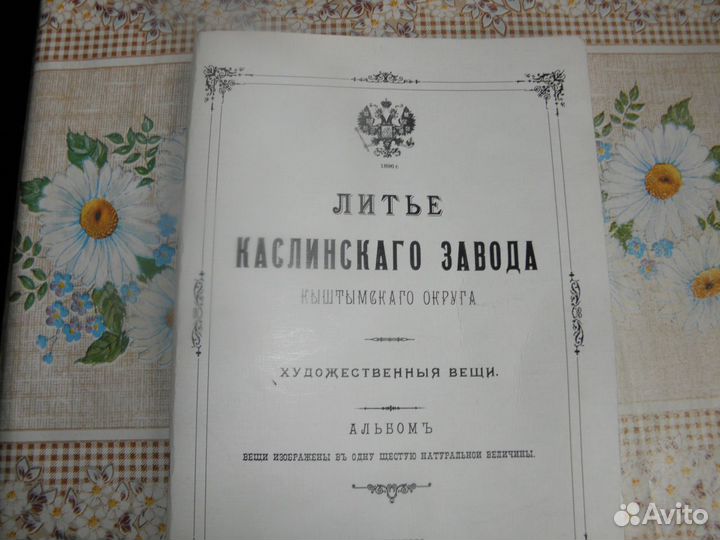 1896 г.
ЛИТЬЕ
КАСЛИНСКАГО ЗАВОДА
КЫШТЫМСКАГО ОКРУГА
ХУДОЖЕСТВЕННЫЯ ВЕЩИ.
АЛЬБОМЪ
ВЕЩИ ИЗОБРАЖЕНЫ ВЪ ОДНУ ШЕСТУЮ НАТУРАЛЬНОЙ ВЕЛИЧИНЫ.
Avito